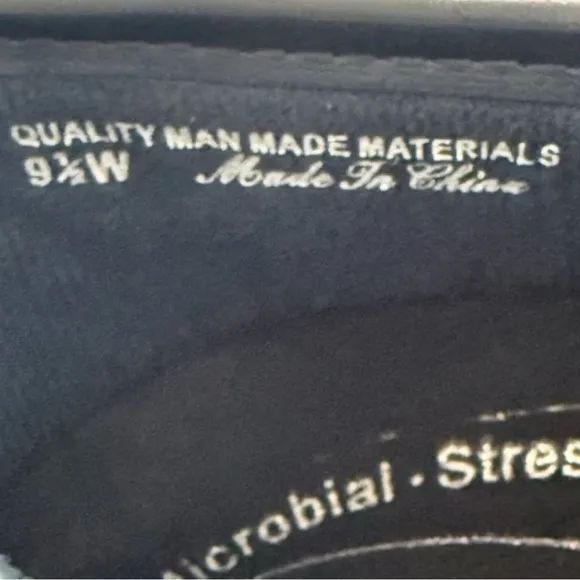 QUALITY MAN MADE MATERIALS
9½W Made In China
icrobial · Stres